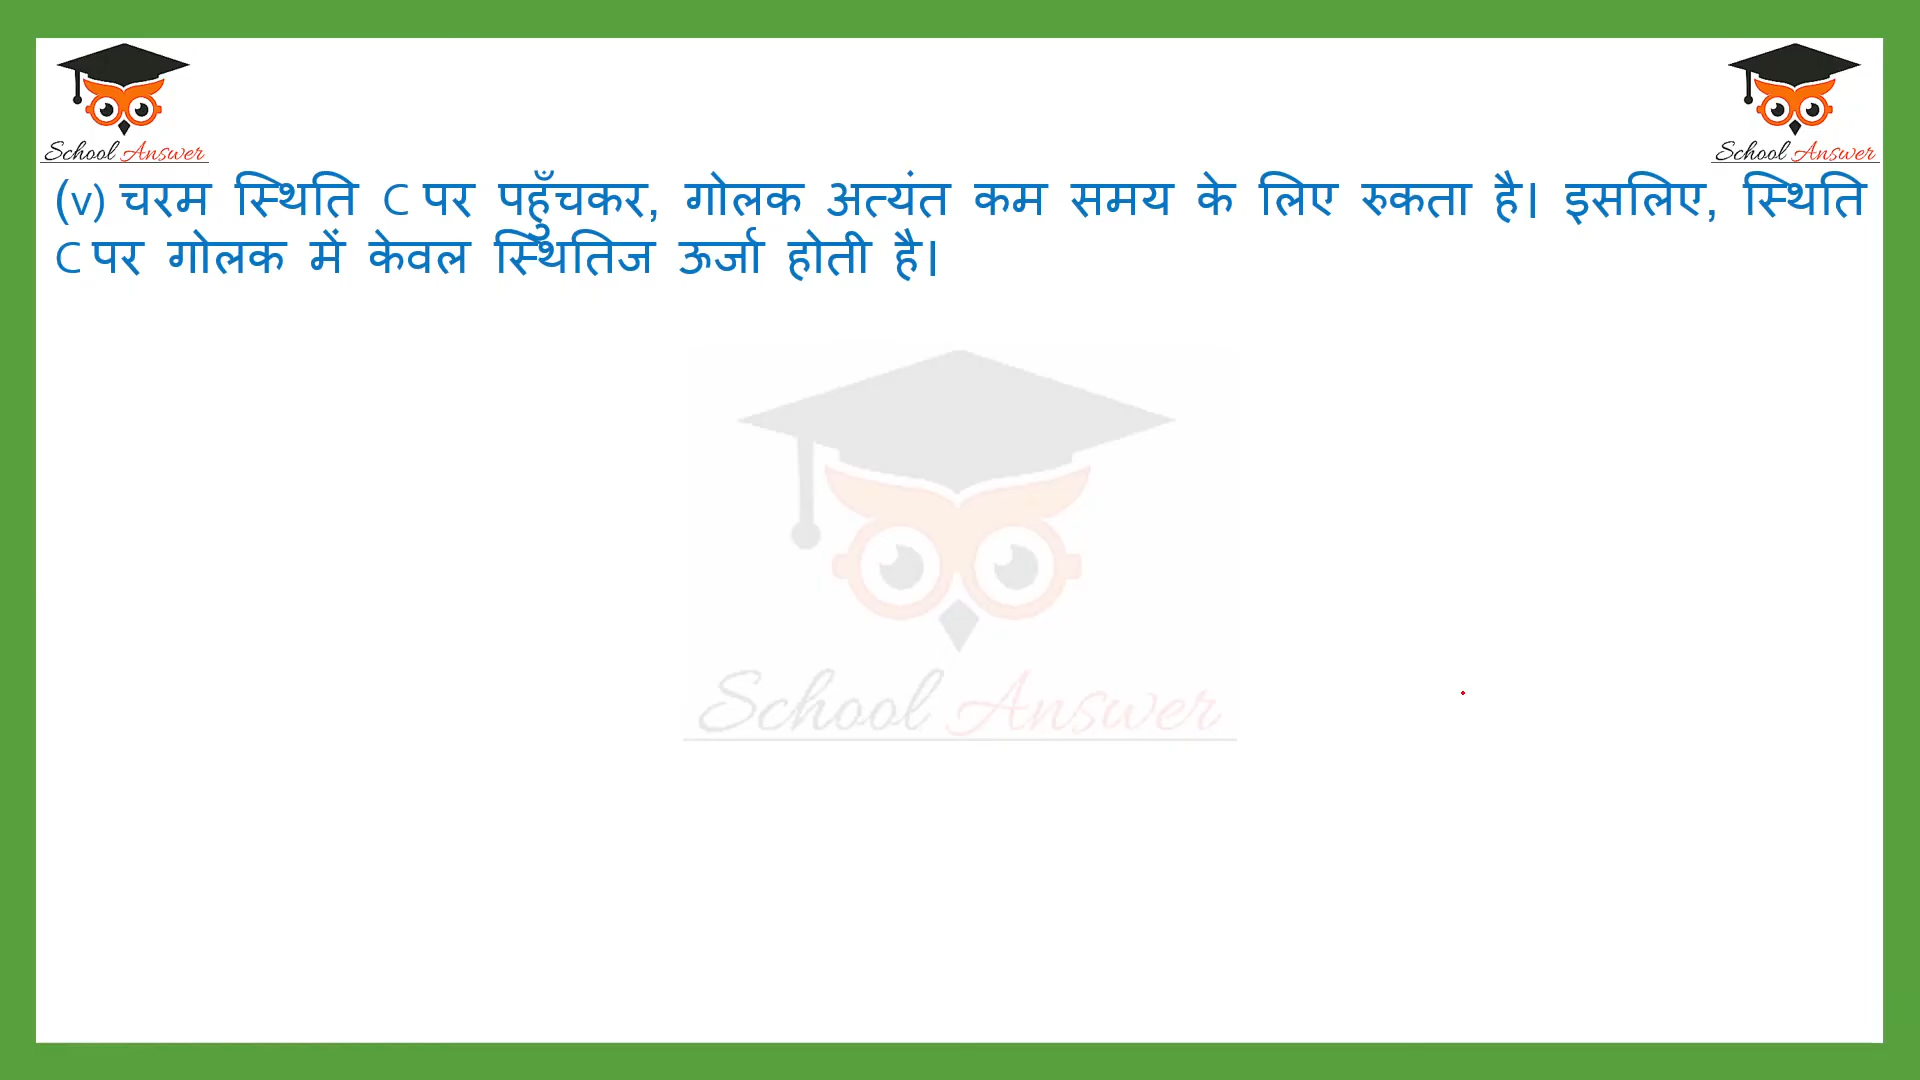 School Answer
School Answer
(v) चरम स्थिति C पर पहुँचकर, गोलक अत्यंत कम समय के लिए रुकता है। इसलिए, स्थिति
C पर गोलक में केवल स्थितिज ऊर्जा होती है।
School Answer